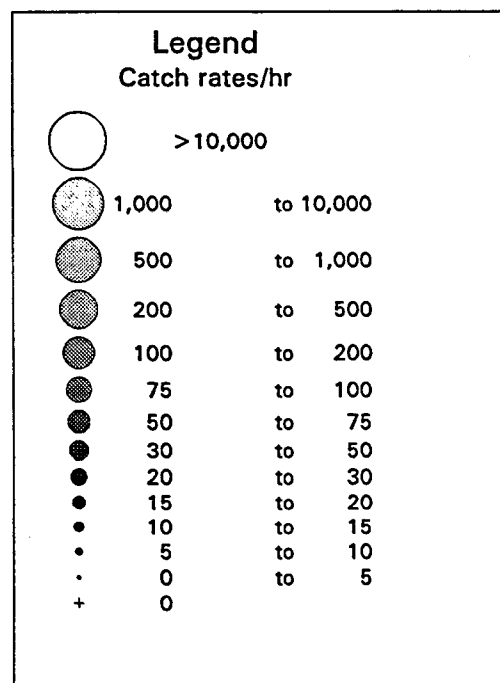 Legend
Catch rates/hr
>10,000
1,000 to 10,000
500 to 1,000
200 to 500
100 to 200
75 to 100
50 to 75
30 to 50
20 to 30
15 to 20
10 to 15
5 to 10
0 to 5
+ 0